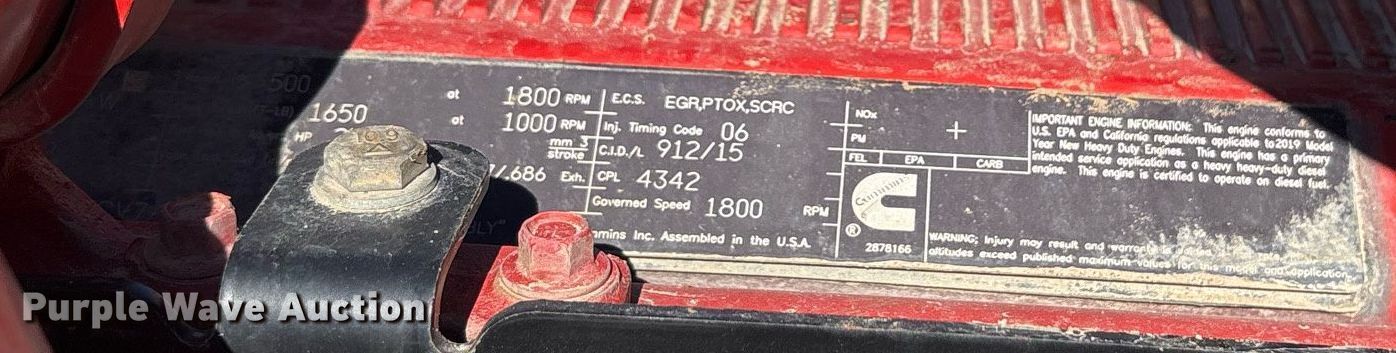 500
1650 at 1800 RPM
at 1000 RPM
HP
mm 3
stroke
.686 Exh.
E.C.S. EGR,PTOX,SCRC
Inj. Timing Code 06
C.I.D./L 912/15
CPL 4342
Governed Speed 1800 RPM
Inc. Assembled in the U.S.A.
NOx
PM +
FEL EPA CARB
Cummins
®
2878166
IMPORTANT ENGINE INFORMATION: This engine conforms to
U.S. EPA and California regulations applicable to 2019 Model
Year New Heavy Duty Engines. This engine has a primary
intended service application as a heavy heavy-duty diesel
engine. This engine is certified to operate on diesel fuel.
WARNING: Injury may result and
altitudes exceed published maximum values for this model and application.
Purple Wave Auction